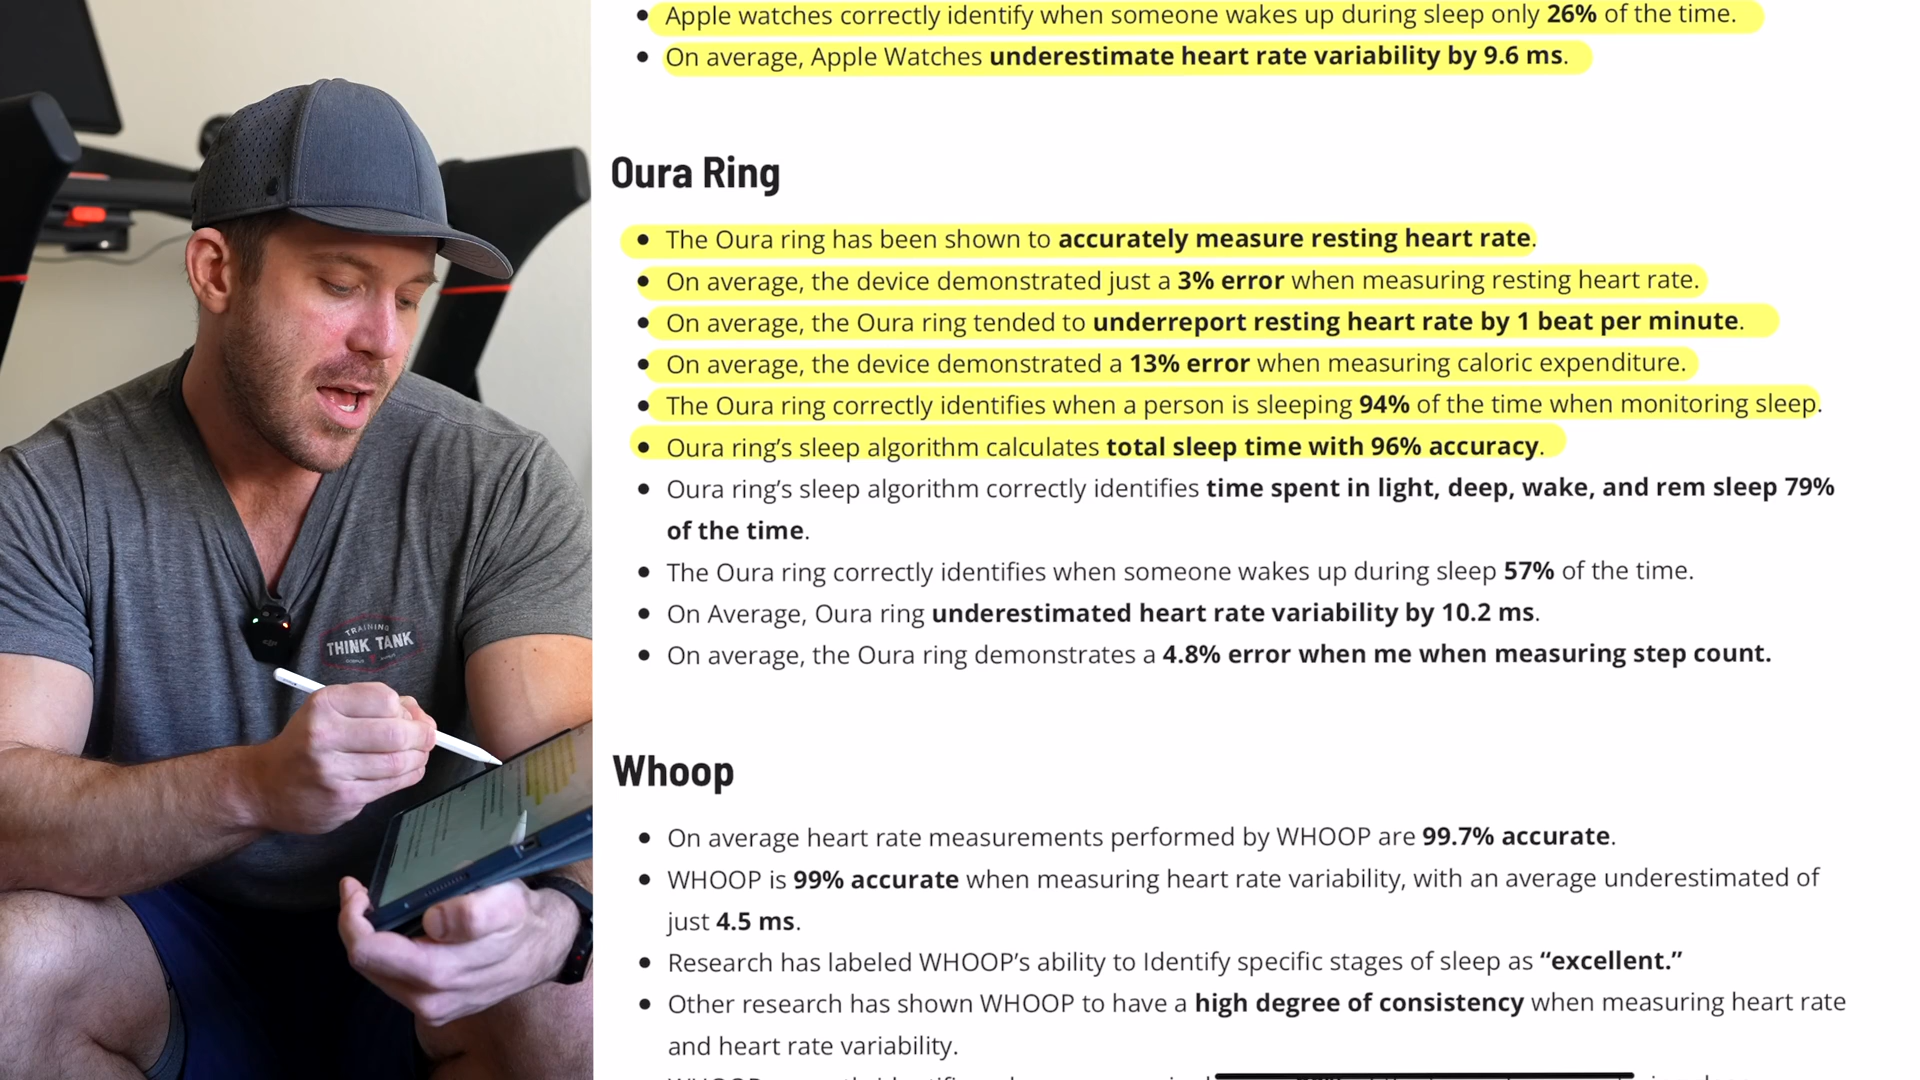 Apple watches correctly identify when someone wakes up during sleep only 26% of the time.
On average, Apple Watches underestimate heart rate variability by 9.6 ms.
Oura Ring
The Oura ring has been shown to accurately measure resting heart rate.
On average, the device demonstrated just a 3% error when measuring resting heart rate.
On average, the Oura ring tended to underreport resting heart rate by 1 beat per minute.
On average, the device demonstrated a 13% error when measuring caloric expenditure.
The Oura ring correctly identifies when a person is sleeping 94% of the time when monitoring sleep.
Oura ring’s sleep algorithm calculates total sleep time with 96% accuracy.
Oura ring’s sleep algorithm correctly identifies time spent in light, deep, wake, and rem sleep 79%
of the time.
The Oura ring correctly identifies when someone wakes up during sleep 57% of the time.
On Average, Oura ring underestimated heart rate variability by 10.2 ms.
On average, the Oura ring demonstrates a 4.8% error when me when measuring step count.
Whoop
On average heart rate measurements performed by WHOOP are 99.7% accurate.
WHOOP is 99% accurate when measuring heart rate variability, with an average underestimated of
just 4.5 ms.
Research has labeled WHOOP’s ability to Identify specific stages of sleep as “excellent.”
Other research has shown WHOOP to have a high degree of consistency when measuring heart rate
and heart rate variability.
TRAINING
THINK TANK